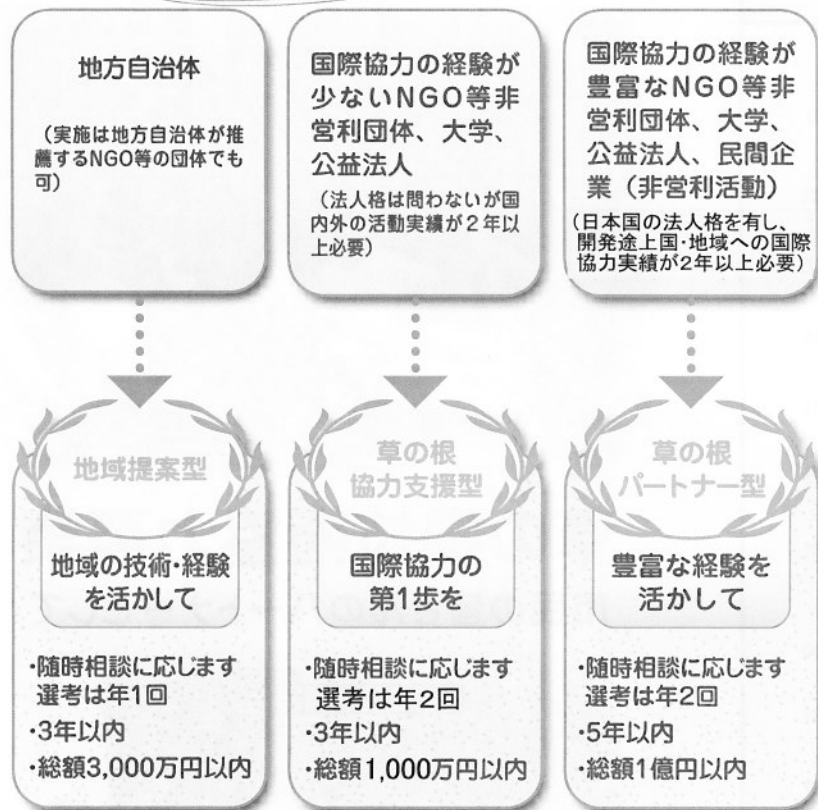 地方自治体
（実施は地方自治体が推
薦するNGO等の団体でも
可）
国際協力の経験が
少ないNGO等非
営利団体、大学、
公益法人
（法人格は問わないが国
内外の活動実績が2年以
上必要）
国際協力の経験が
豊富なNGO等非
営利団体、大学、
公益法人、民間企
業（非営利活動）
（日本国の法人格を有し、
開発途上国・地域への国際
協力実績が2年以上必要）
地域提案型
地域の技術・経験
を活かして
・随時相談に応じます
選考は年1回
・3年以内
・総額3,000万円以内
草の根
協力支援型
国際協力の
第1歩を
・随時相談に応じます
選考は年2回
・3年以内
・総額1,000万円以内
草の根
パートナー型
豊富な経験を
活かして
・随時相談に応じます
選考は年2回
・5年以内
・総額1億円以内